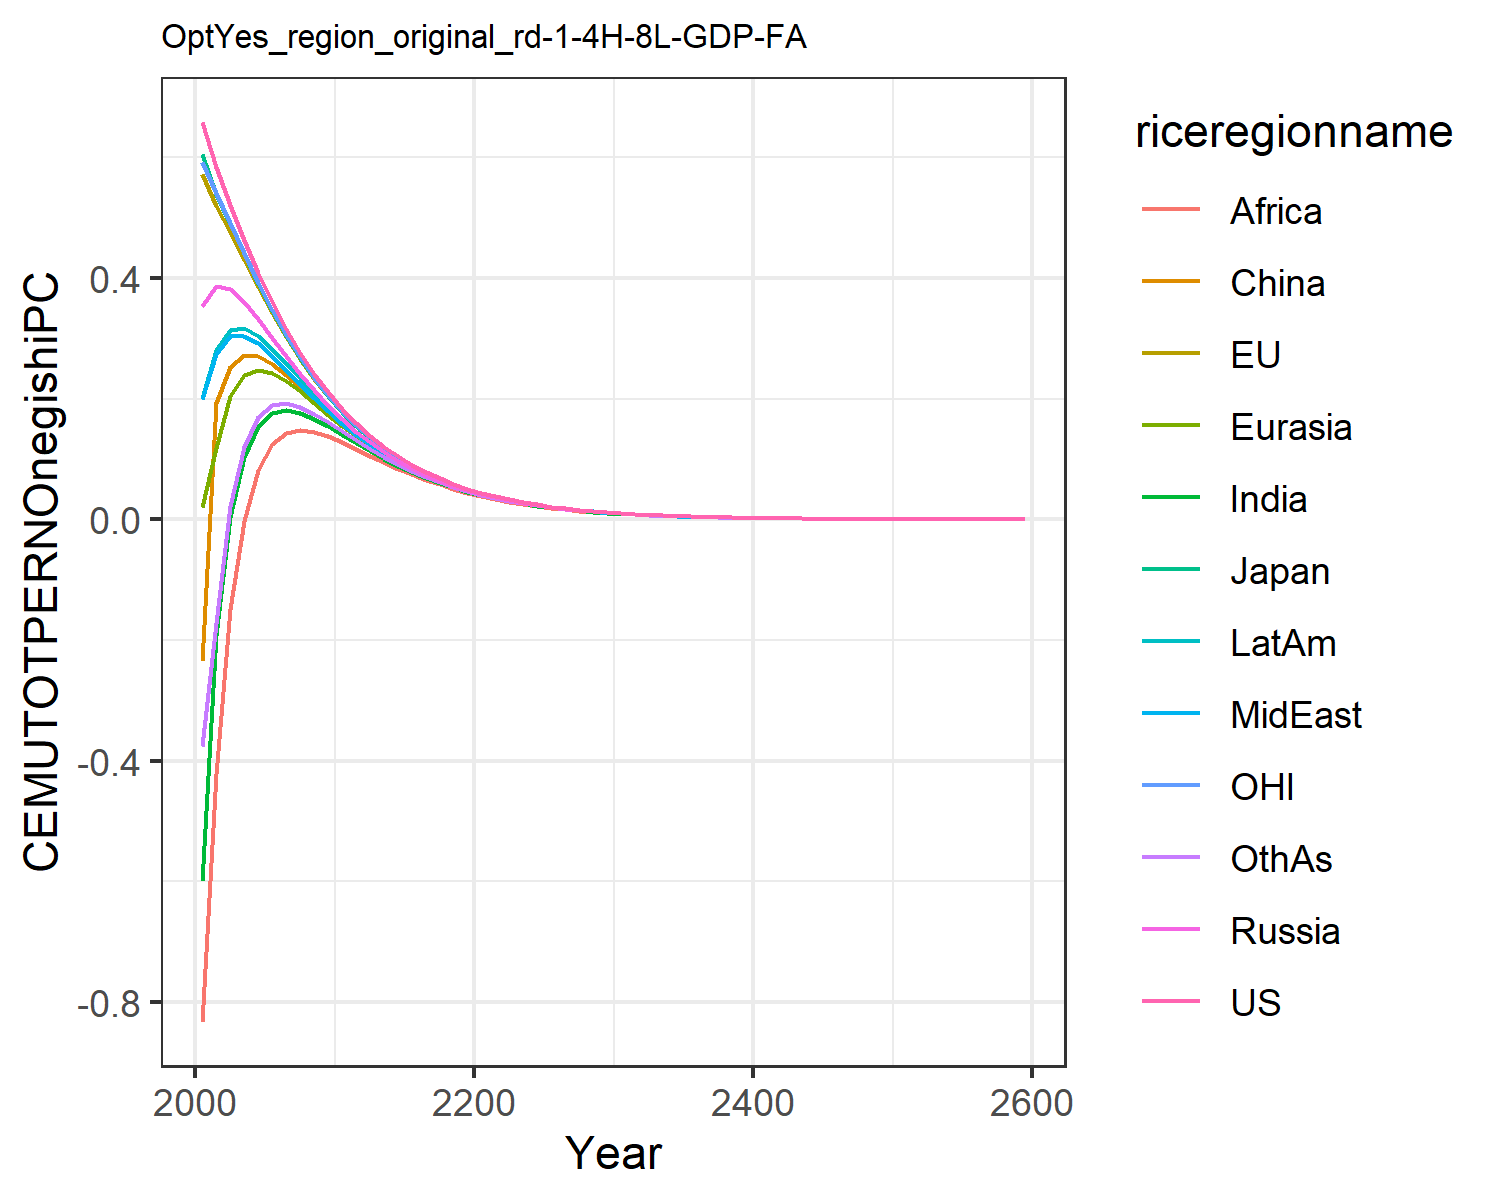 OptYes_region_original_rd-1-4H-8L-GDP-FA
CEMUTOTPERNOnegishiPC
0.4
0.0
-0.4
-0.8
2000
2200
2400
2600
Year
riceregionname
Africa
China
EU
Eurasia
India
Japan
LatAm
MidEast
OHI
OthAs
Russia
US